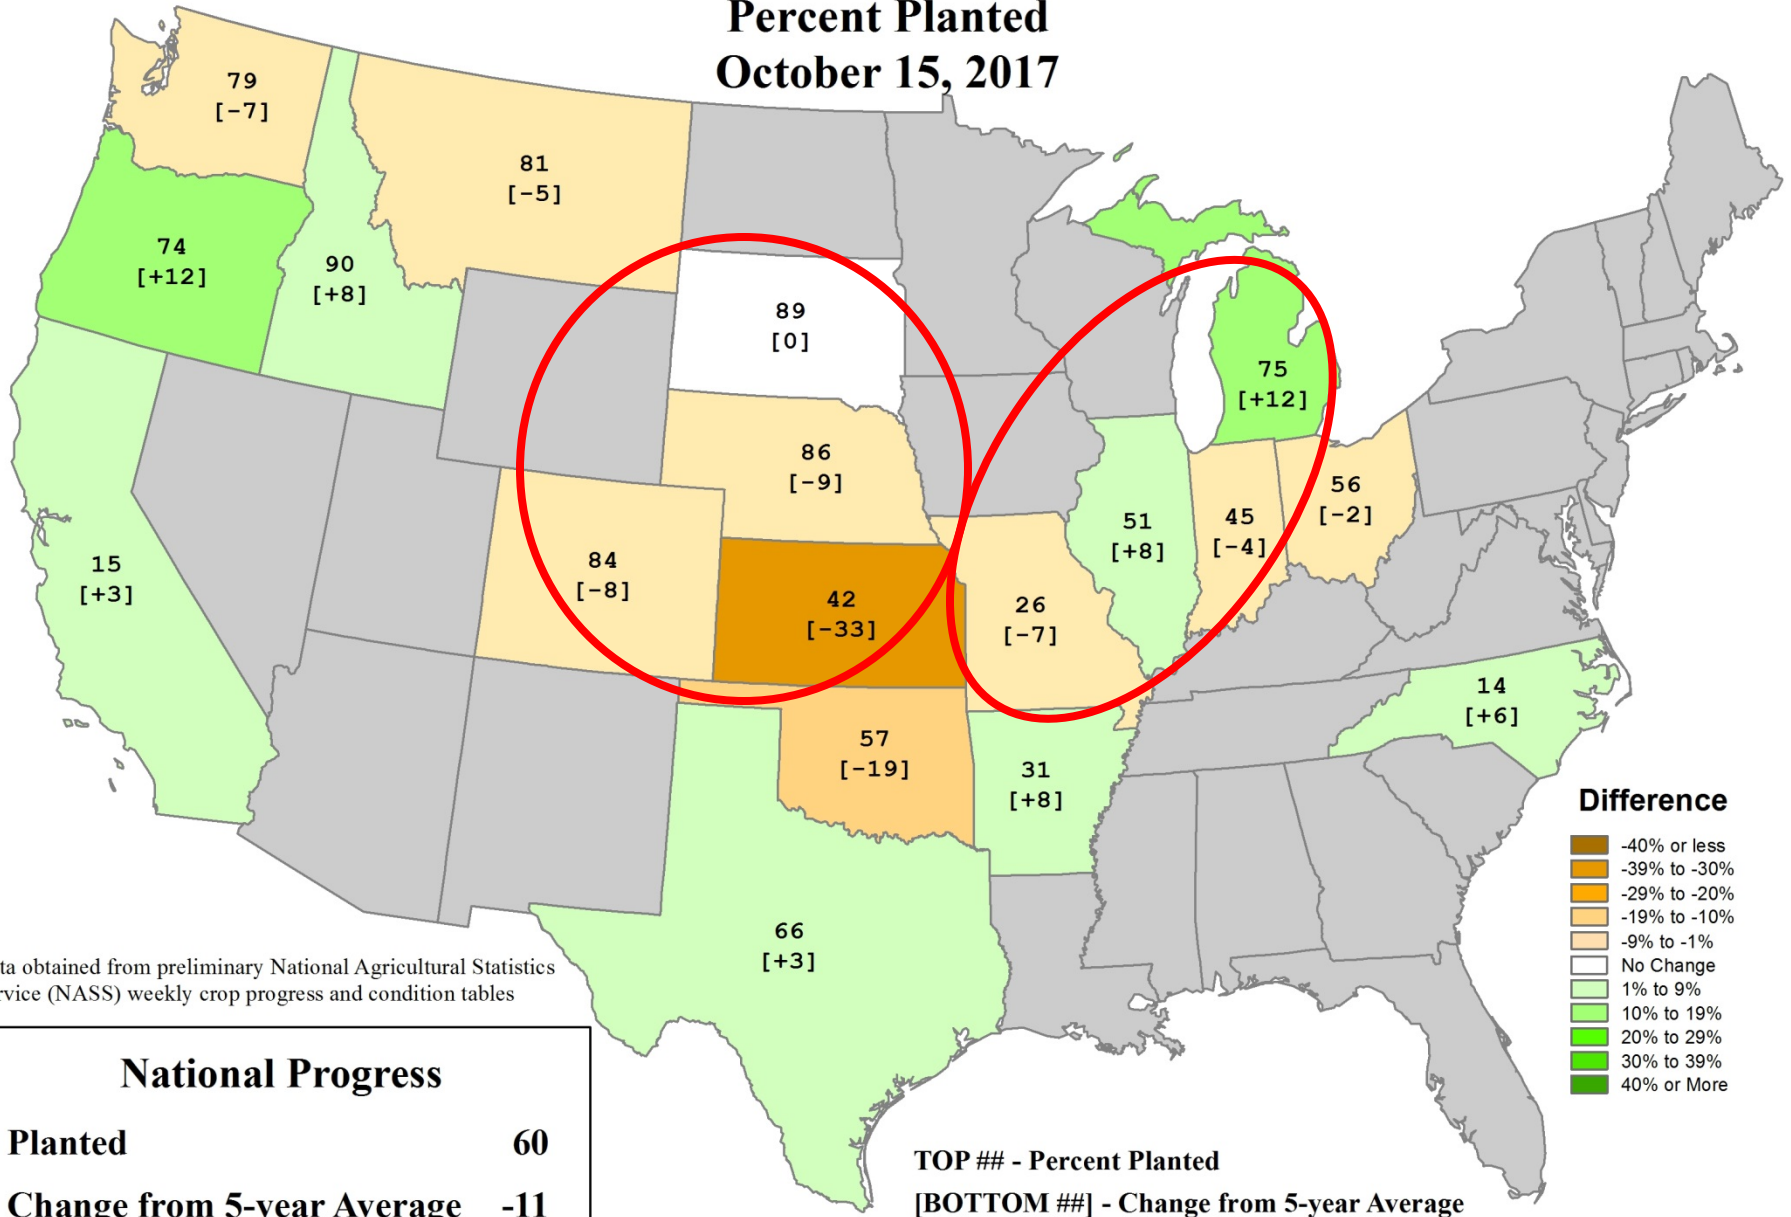 Percent Planted
October 15, 2017
79
[-7]
81
[-5]
74
[+12]
90
[+8]
89
[0]
75
[+12]
86
[-9]
56
[-2]
51
[+8]
45
[-4]
15
[+3]
84
[-8]
42
[-33]
26
[-7]
14
[+6]
57
[-19]
31
[+8]
66
[+3]
Difference
-40% or less
-39% to -30%
-29% to -20%
-19% to -10%
-9% to -1%
No Change
1% to 9%
10% to 19%
20% to 29%
30% to 39%
40% or More
ta obtained from preliminary National Agricultural Statistics
rvice (NASS) weekly crop progress and condition tables
National Progress
Planted 60
Change from 5-year Average -11
TOP ## - Percent Planted
[BOTTOM ##] - Change from 5-year Average